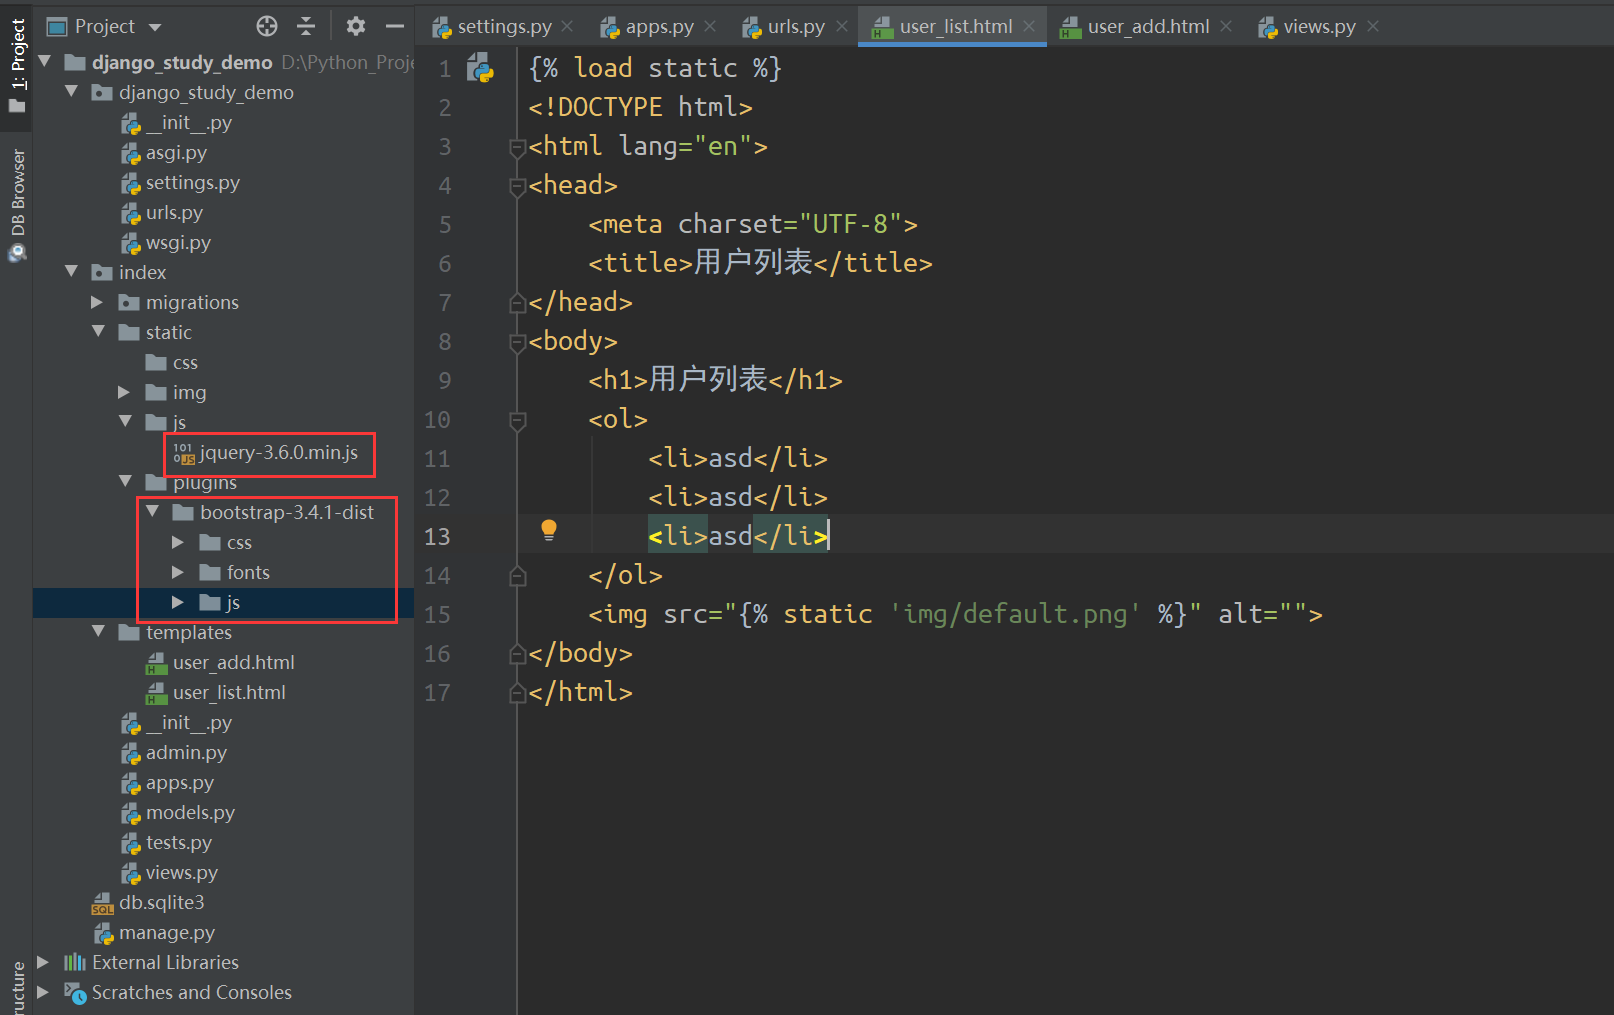 1: Project
DB Browser
ructure
Project
django_study_demo D:\Python_Proje
django_study_demo
__init__.py
asgi.py
settings.py
urls.py
wsgi.py
index
migrations
static
css
img
js
jquery-3.6.0.min.js
plugins
bootstrap-3.4.1-dist
css
fonts
js
templates
user_add.html
user_list.html
__init__.py
admin.py
apps.py
models.py
tests.py
views.py
db.sqlite3
manage.py
External Libraries
Scratches and Consoles
settings.py apps.py urls.py user_list.html user_add.html views.py
1 {% load static %}
2 <!DOCTYPE html>
3 <html lang="en">
4 <head>
5 <meta charset="UTF-8">
6 <title>用户列表</title>
7 </head>
8 <body>
9 <h1>用户列表</h1>
10 <ol>
11 <li>asd</li>
12 <li>asd</li>
13 <li>asd</li>
14 </ol>
15 <img src="{% static 'img/default.png' %}" alt="">
16 </body>
17 </html>